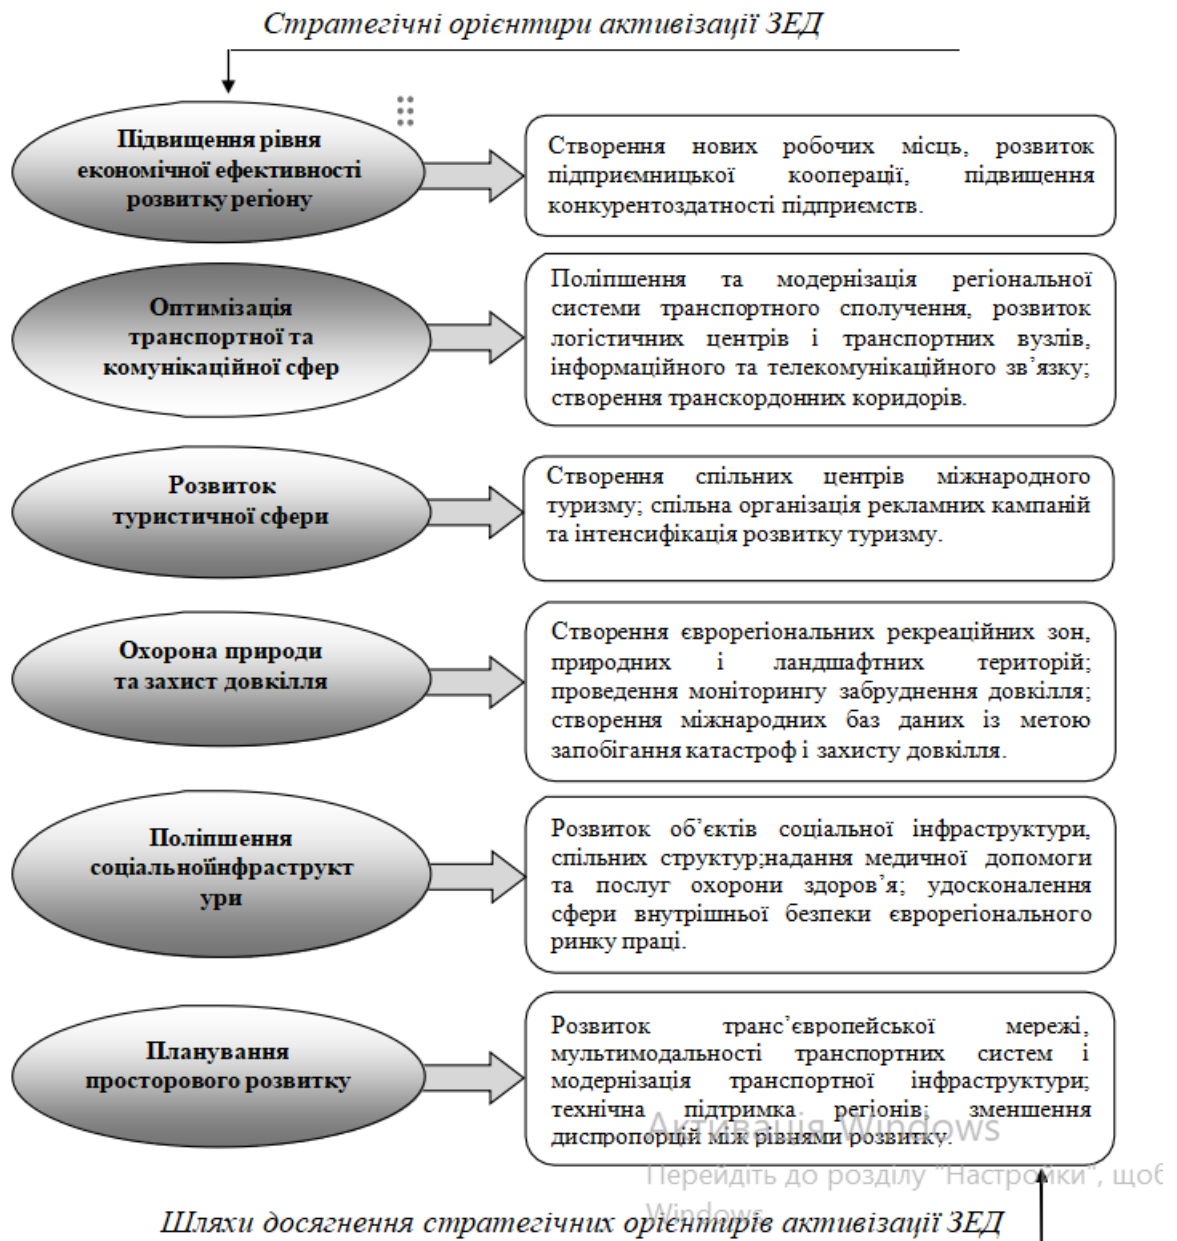 Стратегічні орієнтири активізації ЗЕД
Підвищення рівня
економічної ефективності
розвитку регіону
Створення нових робочих місць, розвиток
підприємницької кооперації, підвищення
конкурентоздатності підприємств.
Оптимізація
транспортної та
комунікаційної сфер
Поліпшення та модернізація регіональної
системи транспортного сполучення, розвиток
логістичних центрів і транспортних вузлів,
інформаційного та телекомунікаційного зв’язку;
створення транскордонних коридорів.
Розвиток
туристичної сфери
Створення спільних центрів міжнародного
туризму; спільна організація рекламних кампаній
та інтенсифікація розвитку туризму.
Охорона природи
та захист довкілля
Створення єврорегіональних рекреаційних зон,
природних і ландшафтних територій;
проведення моніторингу забруднення довкілля;
створення міжнародних баз даних із метою
запобігання катастроф і захисту довкілля.
Поліпшення
соціальноїінфраструкт
ури
Розвиток об’єктів соціальної інфраструктури,
спільних структур;надання медичної допомоги
та послуг охорони здоров’я; удосконалення
сфери внутрішньої безпеки єврорегіонального
ринку праці.
Планування
просторового розвитку
Розвиток транс’європейської мережі,
мультимодальності транспортних систем і
модернізація транспортної інфраструктури;
технічна підтримка регіонів; зменшення
диспропорцій між рівнями розвитку.
Активація Windows
Перейдіть до розділу "Настройки", щоб
Windows.
Шляхи досягнення стратегічних орієнтирів активізації ЗЕД